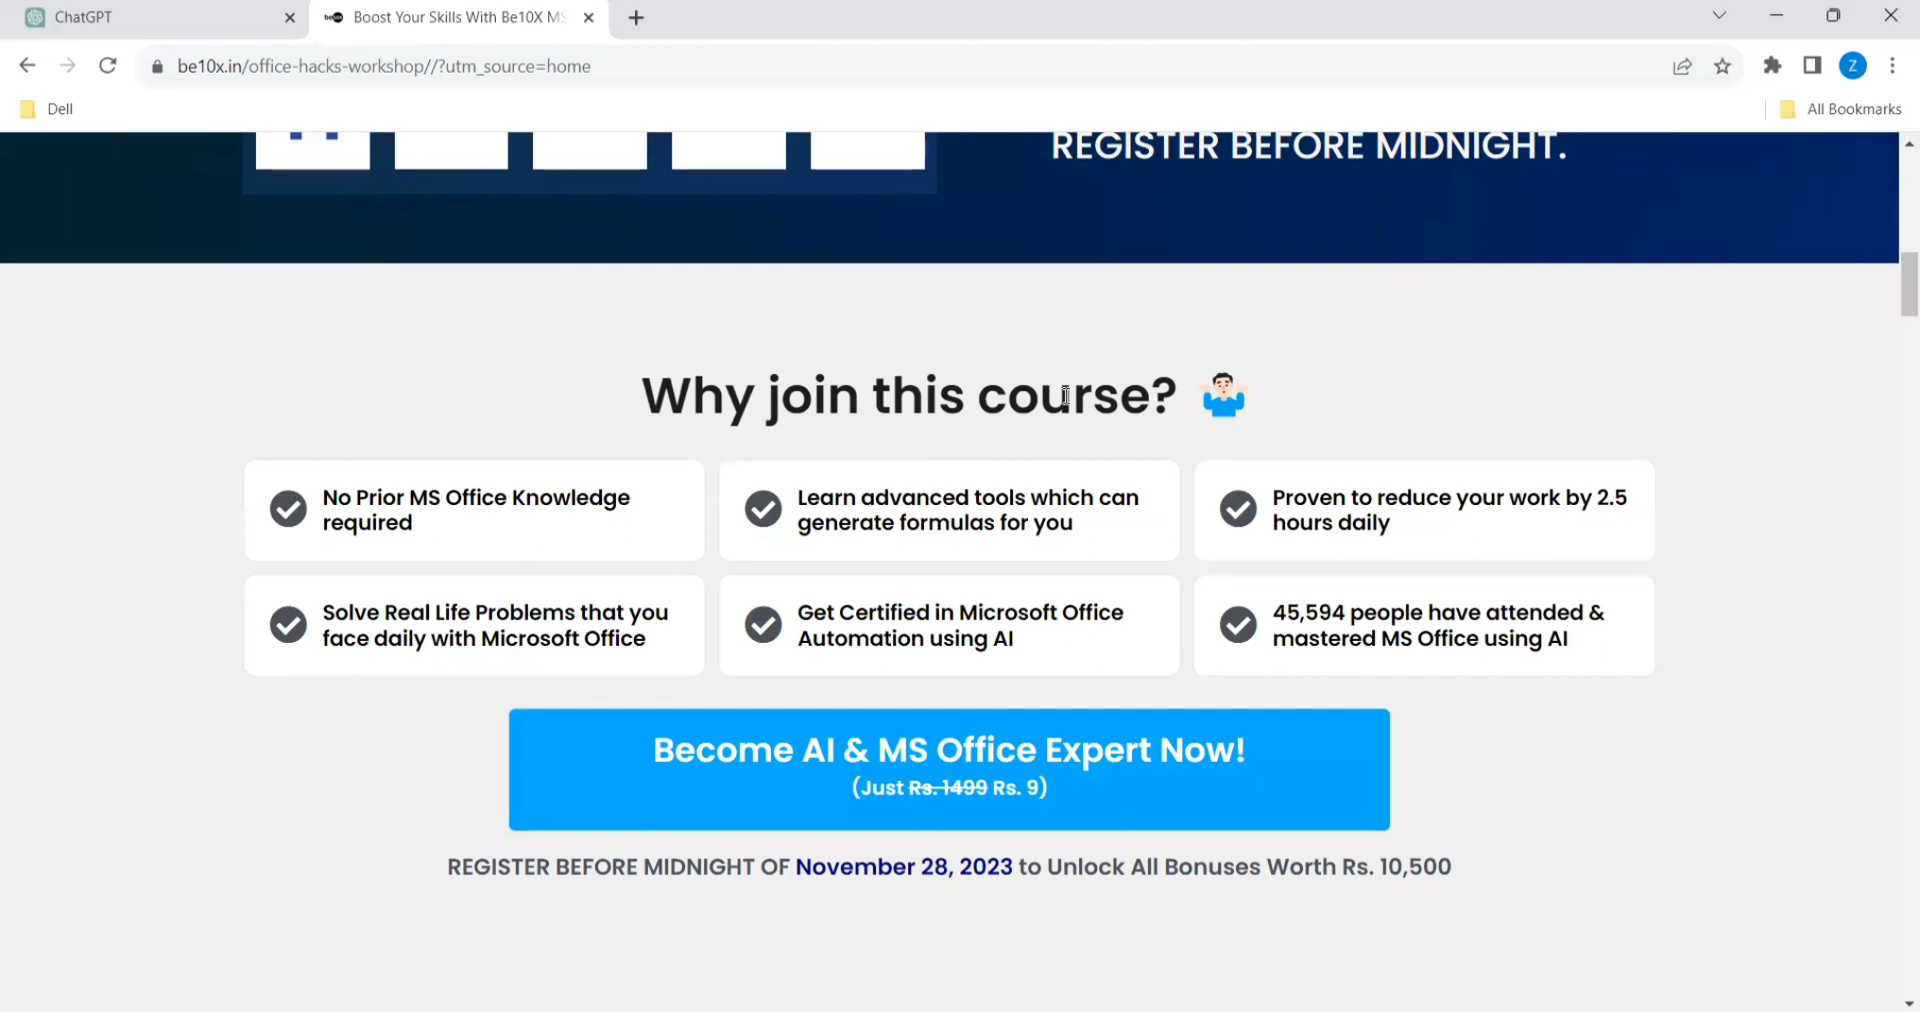 ChatGPT
Boost Your Skills With Be10X MS
be10x.in/office-hacks-workshop//?utm_source=home
Z
Dell
All Bookmarks
REGISTER BEFORE MIDNIGHT.
Why join this course?
No Prior MS Office Knowledge
required
Learn advanced tools which can
generate formulas for you
Proven to reduce your work by 2.5
hours daily
Solve Real Life Problems that you
face daily with Microsoft Office
Get Certified in Microsoft Office
Automation using AI
45,594 people have attended &
mastered MS Office using AI
Become AI & MS Office Expert Now!
(Just Rs. 1499 Rs. 9)
REGISTER BEFORE MIDNIGHT OF November 28, 2023 to Unlock All Bonuses Worth Rs. 10,500